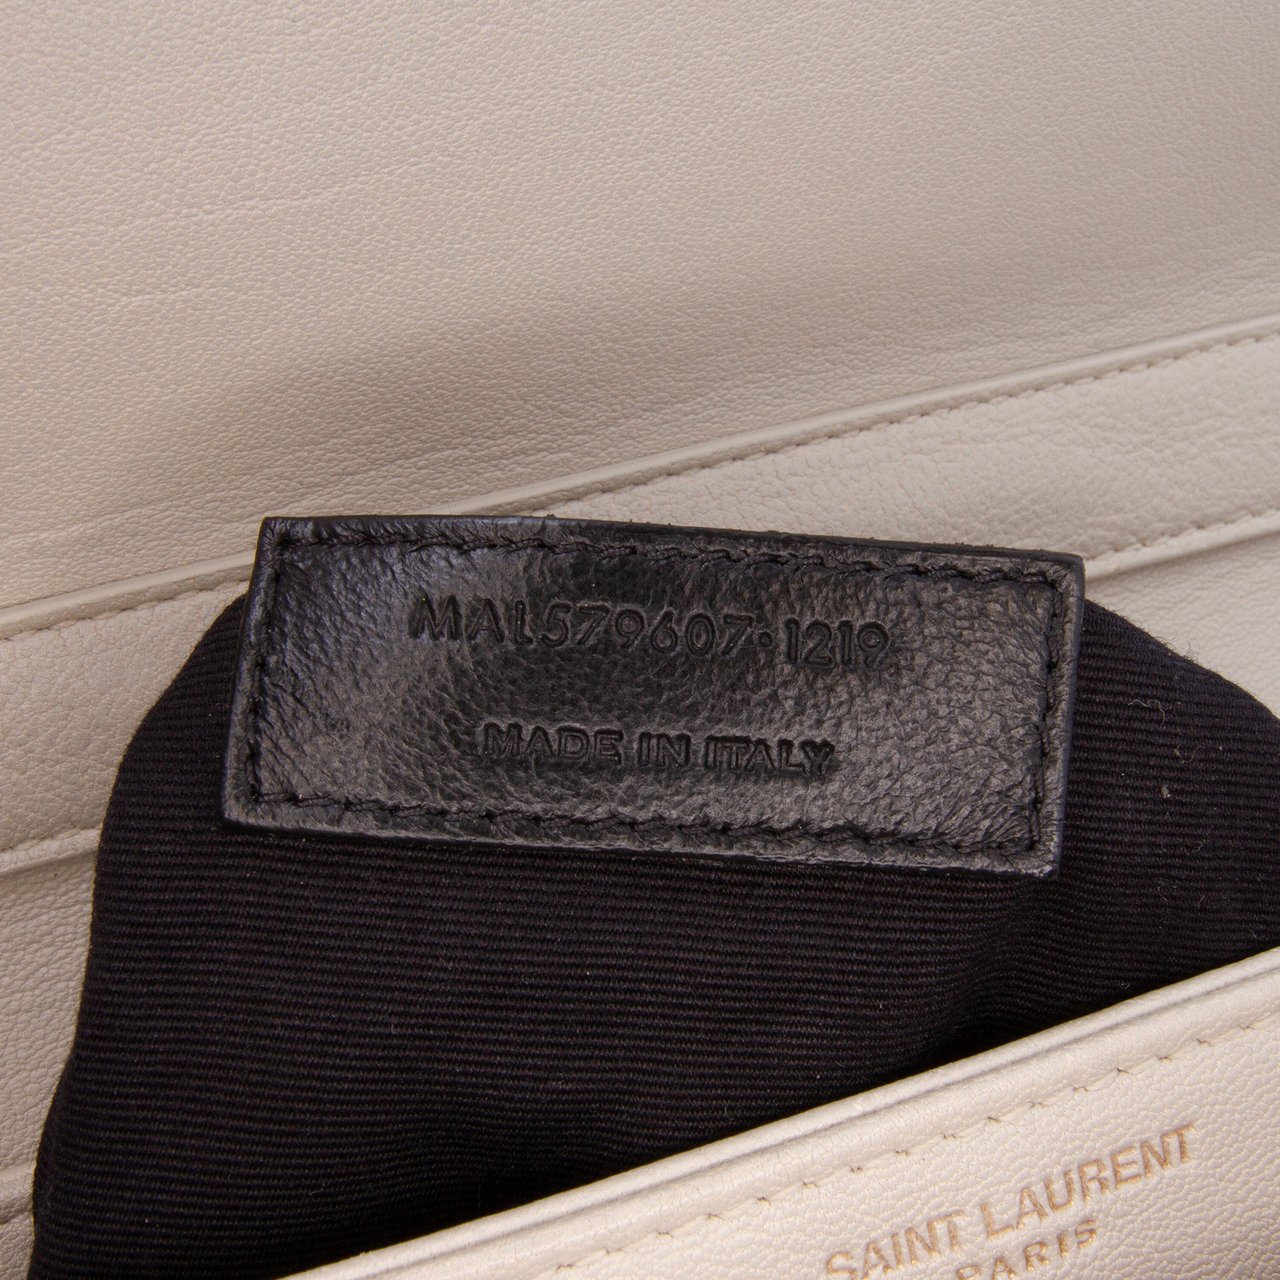 MAL579607·1219
MADE IN ITALY
SAINT LAURENT
PARIS